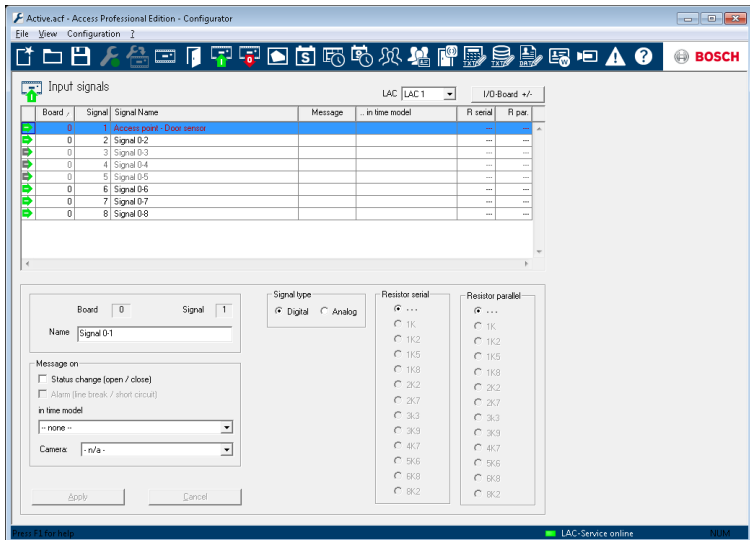 Active.acf - Access Professional Edition - Configurator
File View Configuration ?
TXT DATA BOSCH
Input signals
LAC LAC 1 I/O-Board +/-
Board / Signal Signal Name Message .. in time model R serial R par.
0 1 Access point - Door sensor --- ---
0 2 Signal 0-2 --- ---
0 3 Signal 0-3 --- ---
0 4 Signal 0-4 --- ---
0 5 Signal 0-5 --- ---
0 6 Signal 0-6 --- ---
0 7 Signal 0-7 --- ---
0 8 Signal 0-8 --- ---
Board 0 Signal 1
Name Signal 0-1
Message on
Status change (open / close)
Alarm (line break / short circuit)
in time model
-- none --
Camera: - n/a -
Apply Cancel
Signal type
Digital Analog
Resistor serial
---
1K
1K2
1K5
1K8
2K2
2K7
3k3
3K9
4K7
5K6
6K8
8K2
Resistor parallel
---
1K
1K2
1K5
1K8
2K2
2K7
3k3
3K9
4K7
5K6
6K8
8K2
Press F1 for help LAC-Service online NUM